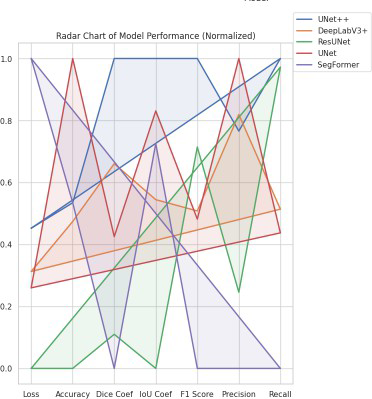 UNet++
DeepLabV3+
ResUNet
UNet
SegFormer
Radar Chart of Model Performance (Normalized)
1.0
0.8
0.6
0.4
0.2
0.0
Loss Accuracy Dice Coef IoU Coef F1 Score Precision Recall